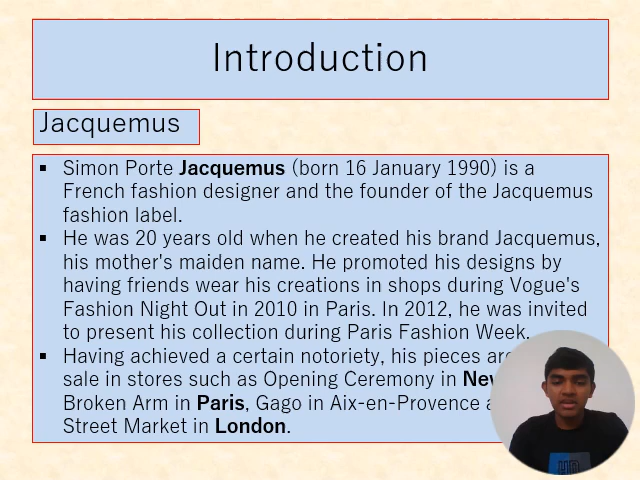 Introduction
Jacquemus
▪ Simon Porte Jacquemus (born 16 January 1990) is a
French fashion designer and the founder of the Jacquemus
fashion label.
▪ He was 20 years old when he created his brand Jacquemus,
his mother's maiden name. He promoted his designs by
having friends wear his creations in shops during Vogue's
Fashion Night Out in 2010 in Paris. In 2012, he was invited
to present his collection during Paris Fashion Week.
▪ Having achieved a certain notoriety, his pieces
sale in stores such as Opening Ceremony in
Broken Arm in Paris, Gago in Aix-en-Provence
Street Market in London.